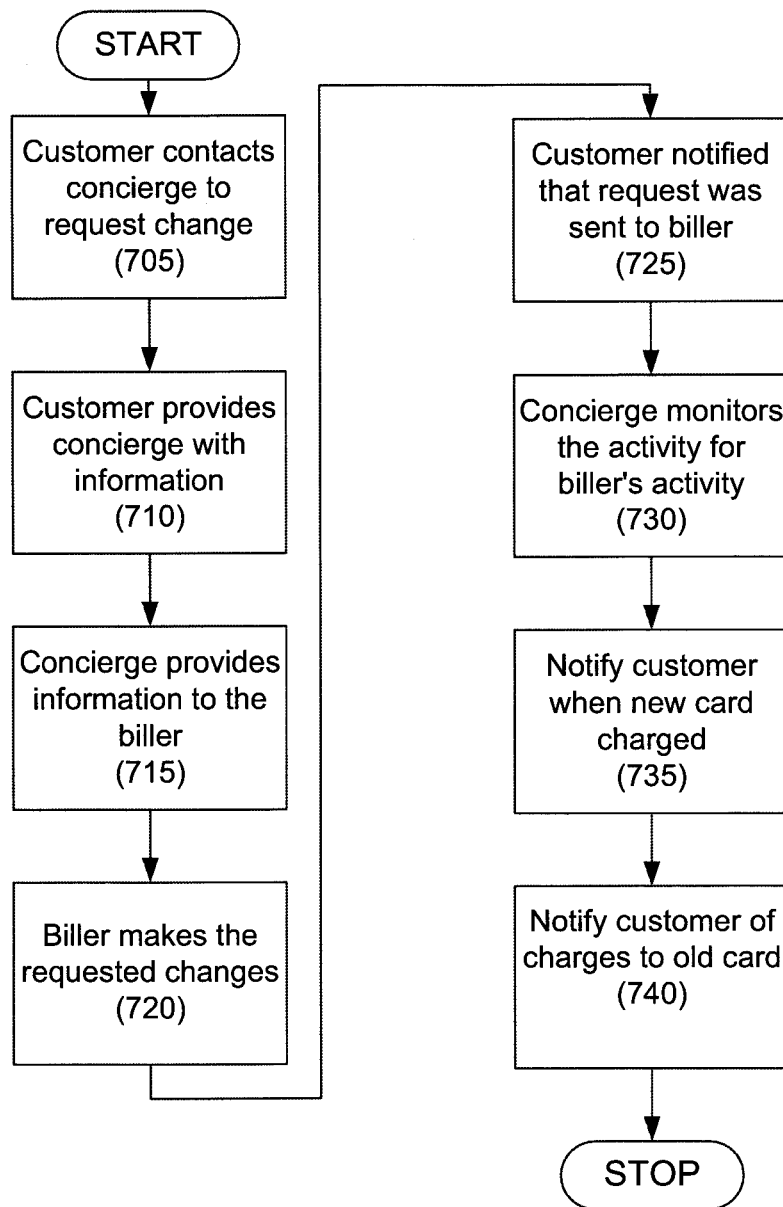 START
Customer contacts
concierge to
request change
(705)
Customer provides
concierge with
information
(710)
Concierge provides
information to the
biller
(715)
Biller makes the
requested changes
(720)
Customer notified
that request was
sent to biller
(725)
Concierge monitors
the activity for
biller's activity
(730)
Notify customer
when new card
charged
(735)
Notify customer of
charges to old card
(740)
STOP